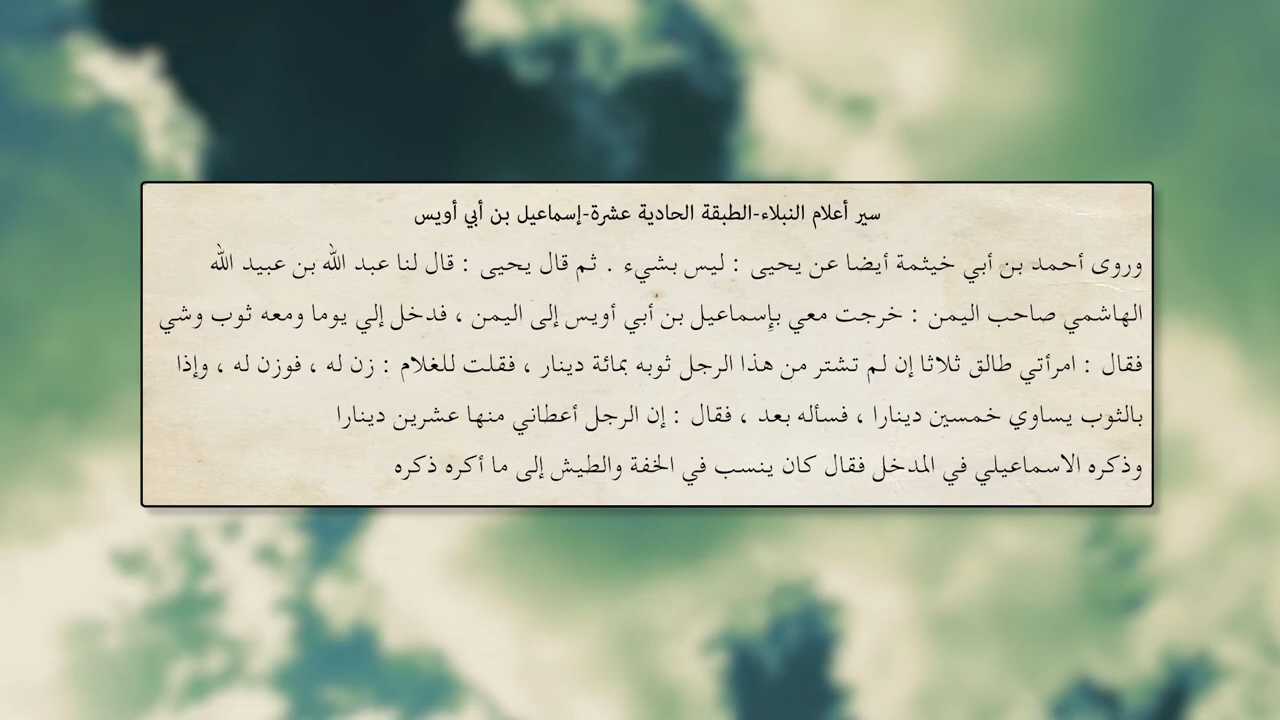 سير أعلام النبلاء-الطبقة الحادية عشرة-إسماعيل بن أبي أويس
وروى أحمد بن أبي خيثمة أيضا عن يحيى : ليس بشيء . ثم قال يحيى : قال لنا عبد الله بن عبيد الله
الهاشمي صاحب اليمن : خرجت معي بإسماعيل بن أبي أويس إلى اليمن ، فدخل إلي يوما ومعه ثوب وشي
فقال : امرأتي طالق ثلاثا إن لم تشتر من هذا الرجل ثوبه بمائة دينار ، فقلت للغلام : زن له ، فوزن له ، وإذا
بالثوب يساوي خمسين دينارا ، فسأله بعد ، فقال : إن الرجل أعطاني منها عشرين دينارا
وذكره الاسماعيلي في المدخل فقال كان ينسب في الخفة والطيش إلى ما أكره ذكره